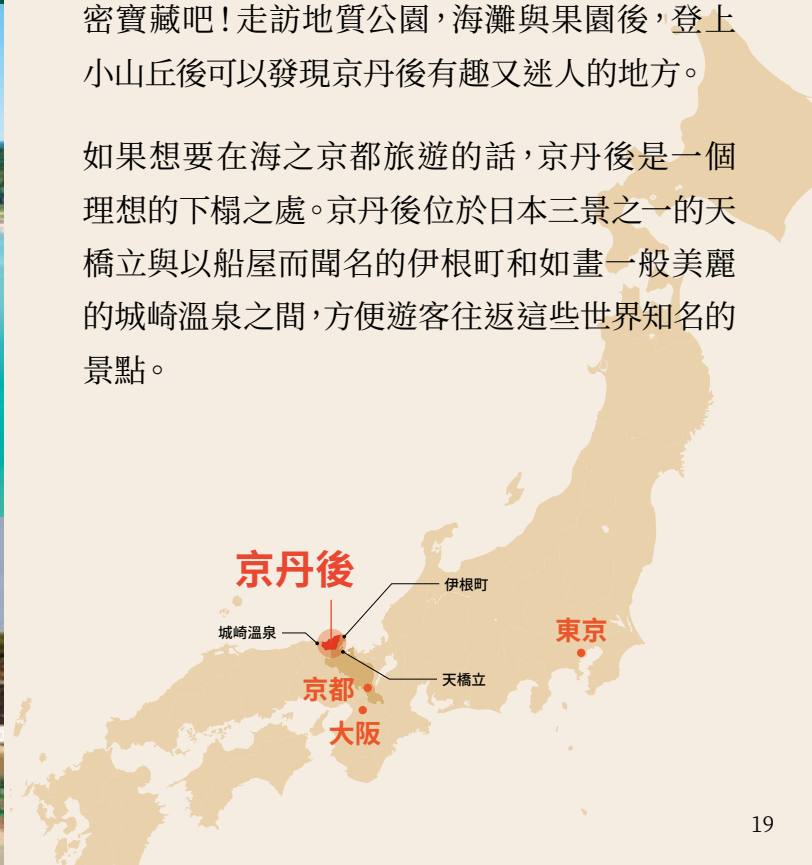 密寶藏吧！走訪地質公園，海灘與果園後，登上
小山丘後可以發現京丹後有趣又迷人的地方。
如果想要在海之京都旅遊的話，京丹後是一個
理想的下榻之處。京丹後位於日本三景之一的天
橋立與以船屋而聞名的伊根町和如畫一般美麗
的城崎溫泉之間，方便遊客往返這些世界知名的
景點。
京丹後
伊根町
城崎溫泉
東京
天橋立
京都
大阪
19